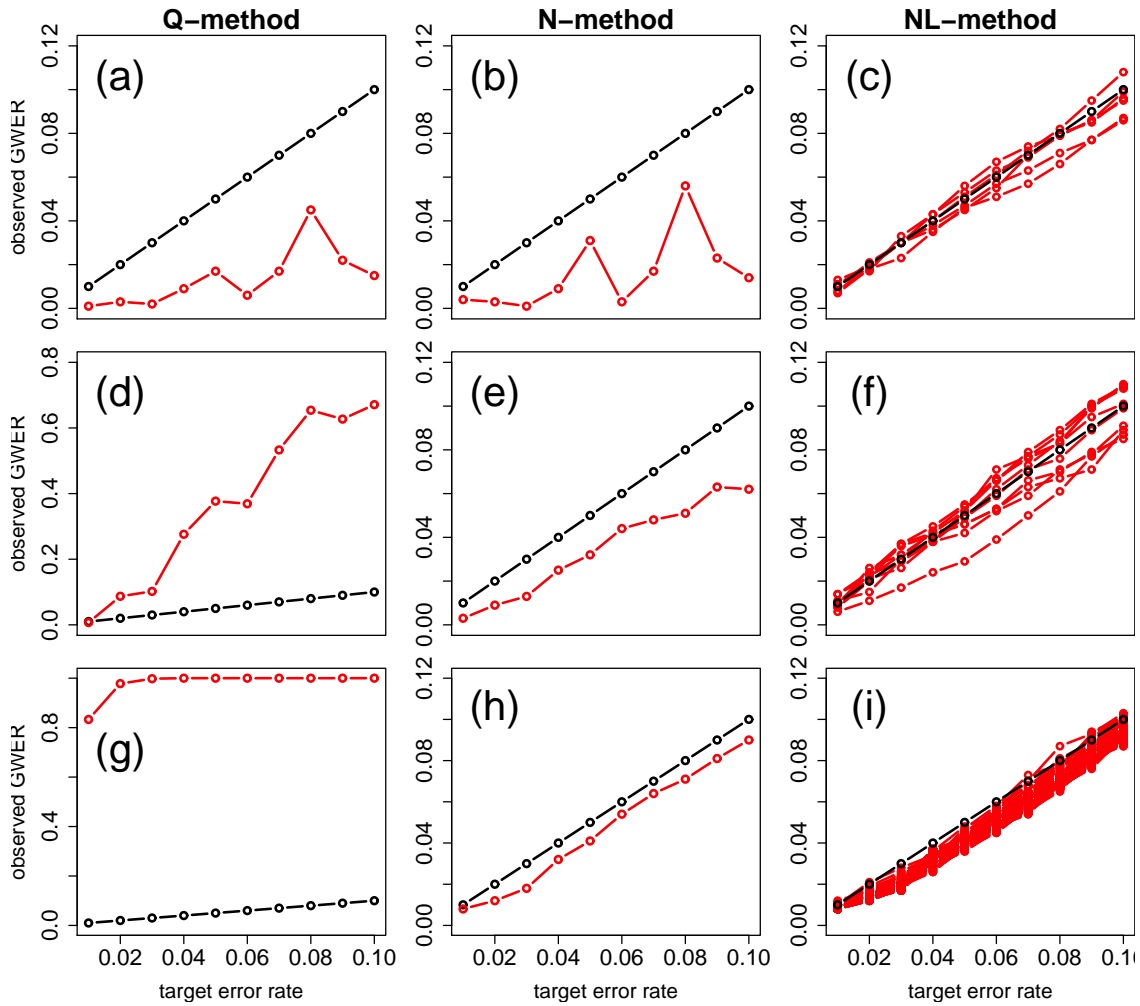 Q−method N−method NL−method
(a) (b) (c)
observed GWER
0.00 0.04 0.08 0.12
0.00 0.04 0.08 0.12
0.00 0.04 0.08 0.12
(d) (e) (f)
observed GWER
0.0 0.2 0.4 0.6 0.8
0.00 0.04 0.08 0.12
0.00 0.04 0.08 0.12
(g) (h) (i)
observed GWER
0.0 0.4 0.8
0.00 0.04 0.08 0.12
0.00 0.04 0.08 0.12
0.02 0.04 0.06 0.08 0.10
0.02 0.04 0.06 0.08 0.10
0.02 0.04 0.06 0.08 0.10
target error rate target error rate target error rate